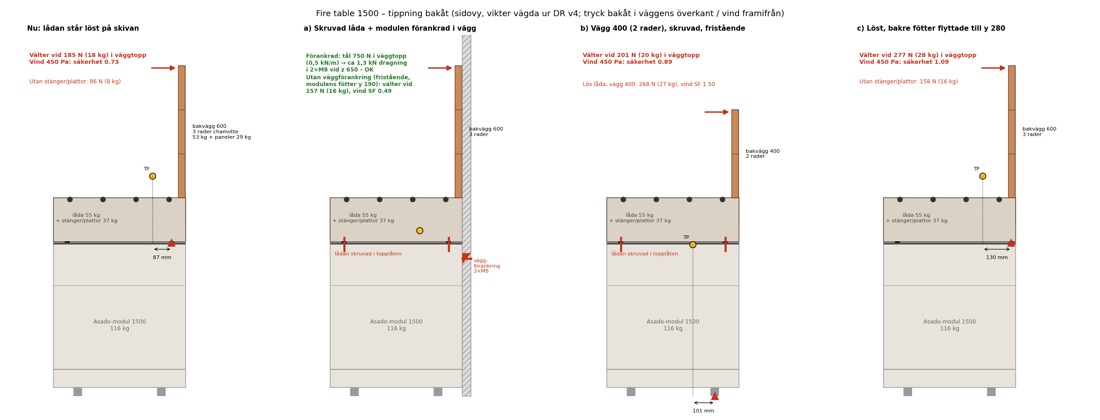 Fire table 1500 – tippning bakåt (sidovy, vikter vägda ur DR v4; tryck bakåt i väggens överkant / vind framifrån)
Nu: lådan står löst på skivan
Välter vid 185 N (18 kg) i väggtopp
Vind 450 Pa: säkerhet 0.73
Utan stänger/plattor: 86 N (8 kg)
bakvägg 600
3 rader chamotte
53 kg + paneler 29 kg
TP
låda 55 kg
+ stänger/plattor 37 kg
87 mm
Asado-modul 1500
116 kg
a) Skruvad låda + modulen förankrad i vägg
Förankrad: tål 750 N i väggtopp
(0,5 kN/m) → ca 1,3 kN dragning
i 2×M8 vid z 650 – OK
Utan väggförankring (fristående,
modulens fötter y 190): välter vid
157 N (16 kg), vind SF 0.49
bakvägg 600
3 rader
låda 55 kg
+ stänger/plattor 37 kg
lådan skruvad i topplåten
vägg-
förankring
2×M8
Asado-modul 1500
116 kg
b) Vägg 400 (2 rader), skruvad, fristående
Välter vid 201 N (20 kg) i väggtopp
Vind 450 Pa: säkerhet 0.89
Lös låda, vägg 400: 268 N (27 kg), vind SF 1.50
bakvägg 400
2 rader
låda 55 kg
+ stänger/plattor 37 kg
TP
lådan skruvad i topplåten
Asado-modul 1500
116 kg
101 mm
c) Löst, bakre fötter flyttade till y 280
Välter vid 277 N (28 kg) i väggtopp
Vind 450 Pa: säkerhet 1.09
Utan stänger/plattor: 158 N (16 kg)
bakvägg 600
3 rader
TP
låda 55 kg
+ stänger/plattor 37 kg
130 mm
Asado-modul 1500
116 kg